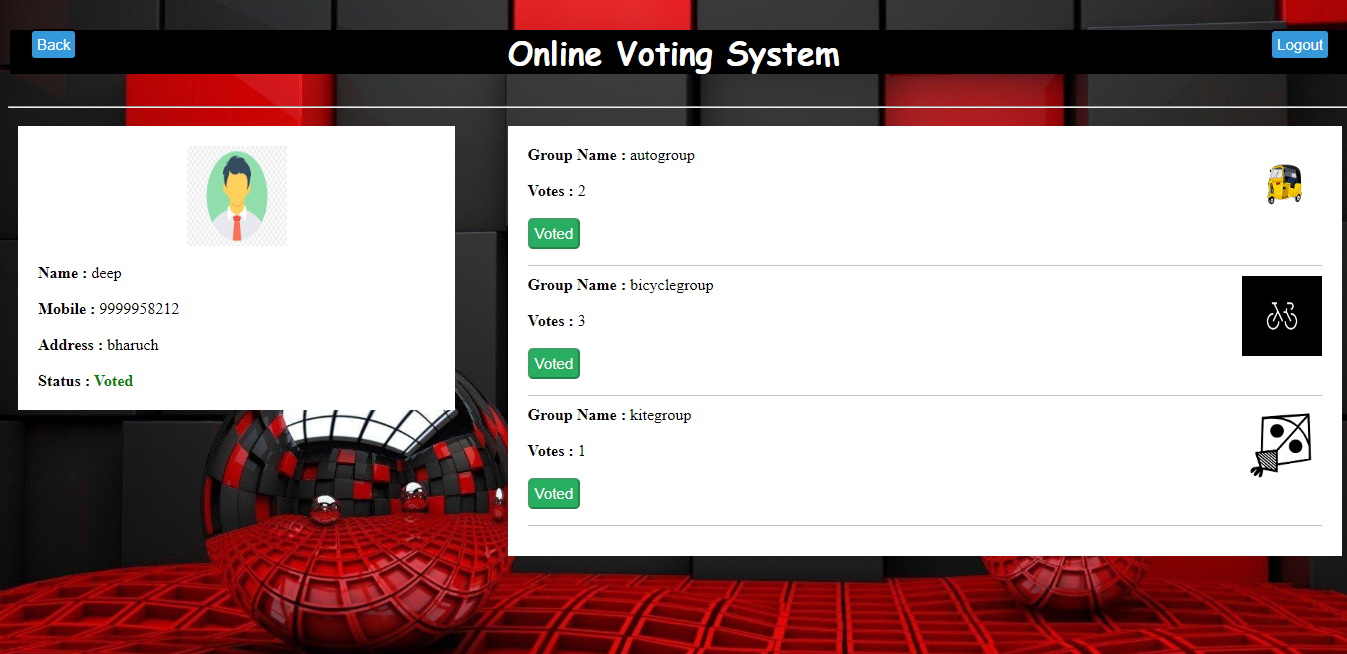 Back
Online Voting System
Logout
Name : deep
Mobile : 9999958212
Address : bharuch
Status : Voted
Group Name : autogroup
Votes : 2
Voted
Group Name : bicyclegroup
Votes : 3
Voted
Group Name : kitegroup
Votes : 1
Voted